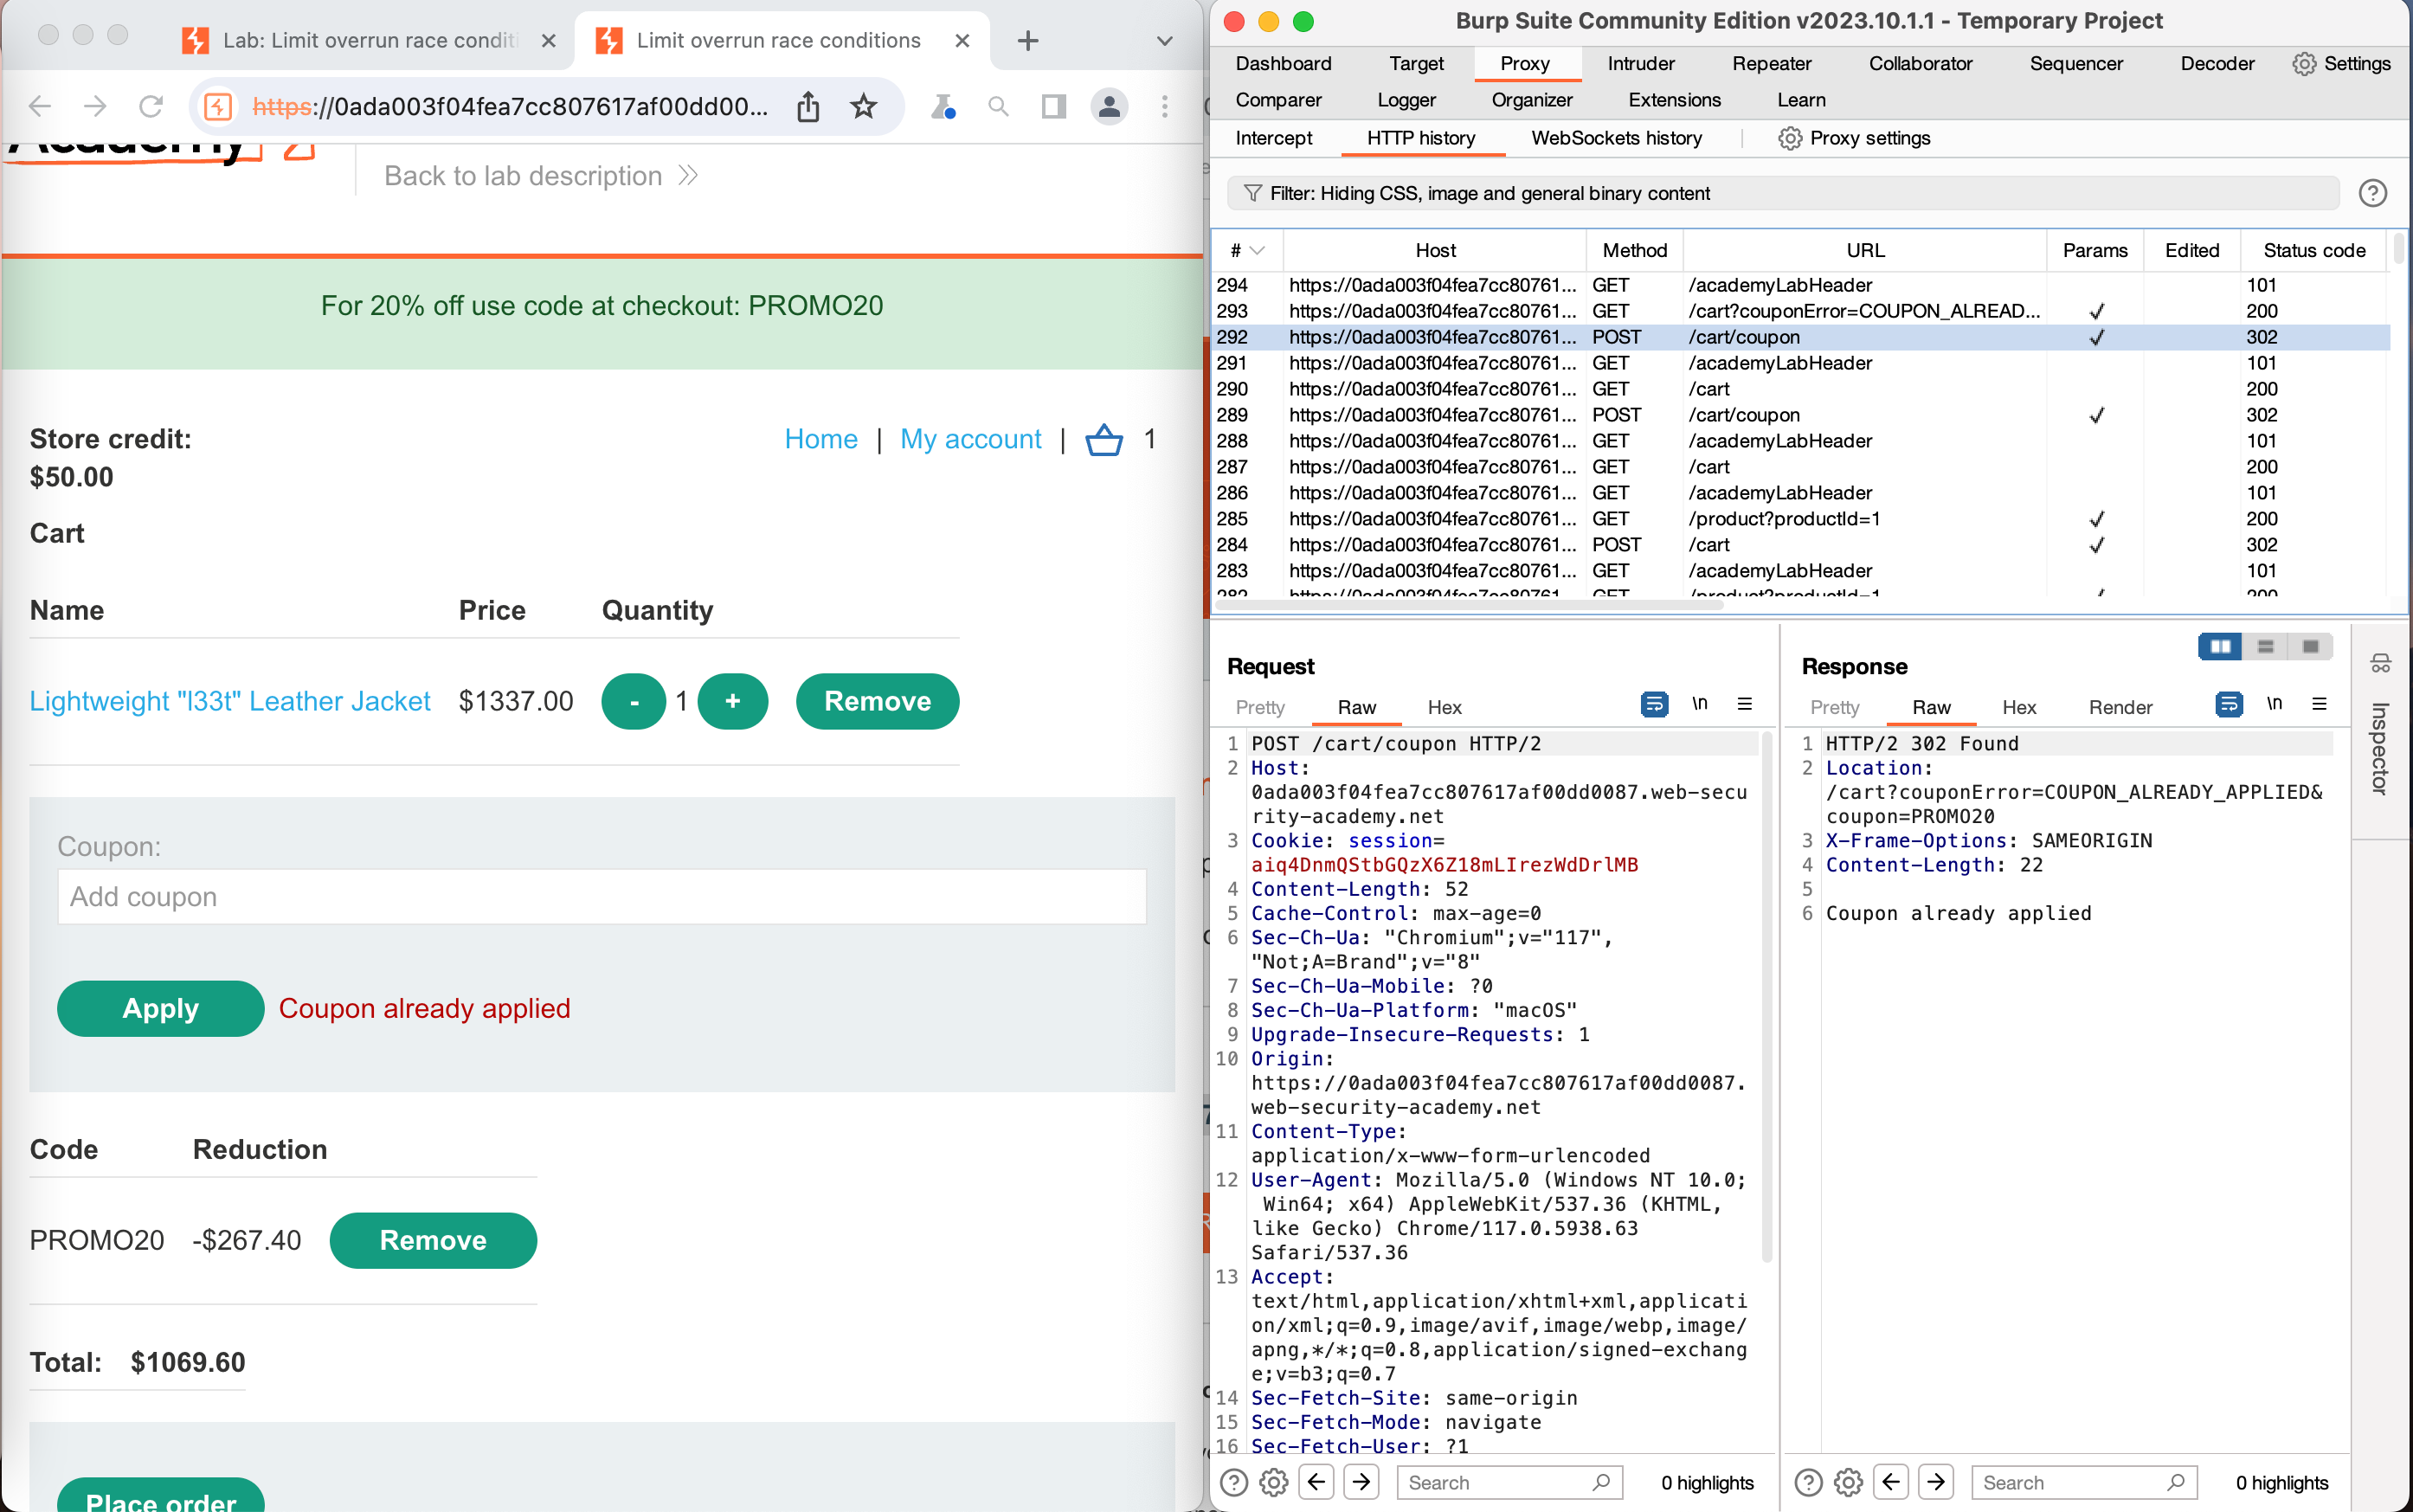 Lab: Limit overrun race conditi
Limit overrun race conditions
https://0ada003f04fea7cc807617af00dd00...
Academy
Back to lab description
For 20% off use code at checkout: PROMO20
Store credit:
$50.00
Home | My account | 1
Cart
Name Price Quantity
Lightweight "l33t" Leather Jacket $1337.00 - 1 + Remove
Coupon:
Add coupon
Apply Coupon already applied
Code Reduction
PROMO20 -$267.40 Remove
Total: $1069.60
Place order
Burp Suite Community Edition v2023.10.1.1 - Temporary Project
Dashboard Target Proxy Intruder Repeater Collaborator Sequencer Decoder Settings
Comparer Logger Organizer Extensions Learn
Intercept HTTP history WebSockets history Proxy settings
Filter: Hiding CSS, image and general binary content
# Host Method URL Params Edited Status code
294 https://0ada003f04fea7cc80761... GET /academyLabHeader 101
293 https://0ada003f04fea7cc80761... GET /cart?couponError=COUPON_ALREAD... ✓ 200
292 https://0ada003f04fea7cc80761... POST /cart/coupon ✓ 302
291 https://0ada003f04fea7cc80761... GET /academyLabHeader 101
290 https://0ada003f04fea7cc80761... GET /cart 200
289 https://0ada003f04fea7cc80761... POST /cart/coupon ✓ 302
288 https://0ada003f04fea7cc80761... GET /academyLabHeader 101
287 https://0ada003f04fea7cc80761... GET /cart 200
286 https://0ada003f04fea7cc80761... GET /academyLabHeader 101
285 https://0ada003f04fea7cc80761... GET /product?productId=1 ✓ 200
284 https://0ada003f04fea7cc80761... POST /cart ✓ 302
283 https://0ada003f04fea7cc80761... GET /academyLabHeader 101
282 https://0ada003f04fea7cc80761... GET /product?productId=1 ✓ 200
Request
Pretty Raw Hex \n
1 POST /cart/coupon HTTP/2
2 Host:
0ada003f04fea7cc807617af00dd0087.web-secu
rity-academy.net
3 Cookie: session=
aiq4DnmQStbGQzX6Z18mLIrezWdDrlMB
4 Content-Length: 52
5 Cache-Control: max-age=0
6 Sec-Ch-Ua: "Chromium";v="117",
"Not;A=Brand";v="8"
7 Sec-Ch-Ua-Mobile: ?0
8 Sec-Ch-Ua-Platform: "macOS"
9 Upgrade-Insecure-Requests: 1
10 Origin:
https://0ada003f04fea7cc807617af00dd0087.
web-security-academy.net
11 Content-Type:
application/x-www-form-urlencoded
12 User-Agent: Mozilla/5.0 (Windows NT 10.0;
Win64; x64) AppleWebKit/537.36 (KHTML,
like Gecko) Chrome/117.0.5938.63
Safari/537.36
13 Accept:
text/html,application/xhtml+xml,applicati
on/xml;q=0.9,image/avif,image/webp,image/
apng,*/*;q=0.8,application/signed-exchang
e;v=b3;q=0.7
14 Sec-Fetch-Site: same-origin
15 Sec-Fetch-Mode: navigate
16 Sec-Fetch-User: ?1
Search 0 highlights
Response
Pretty Raw Hex Render \n
1 HTTP/2 302 Found
2 Location:
/cart?couponError=COUPON_ALREADY_APPLIED&
coupon=PROMO20
3 X-Frame-Options: SAMEORIGIN
4 Content-Length: 22
5
6 Coupon already applied
Search 0 highlights
Inspector